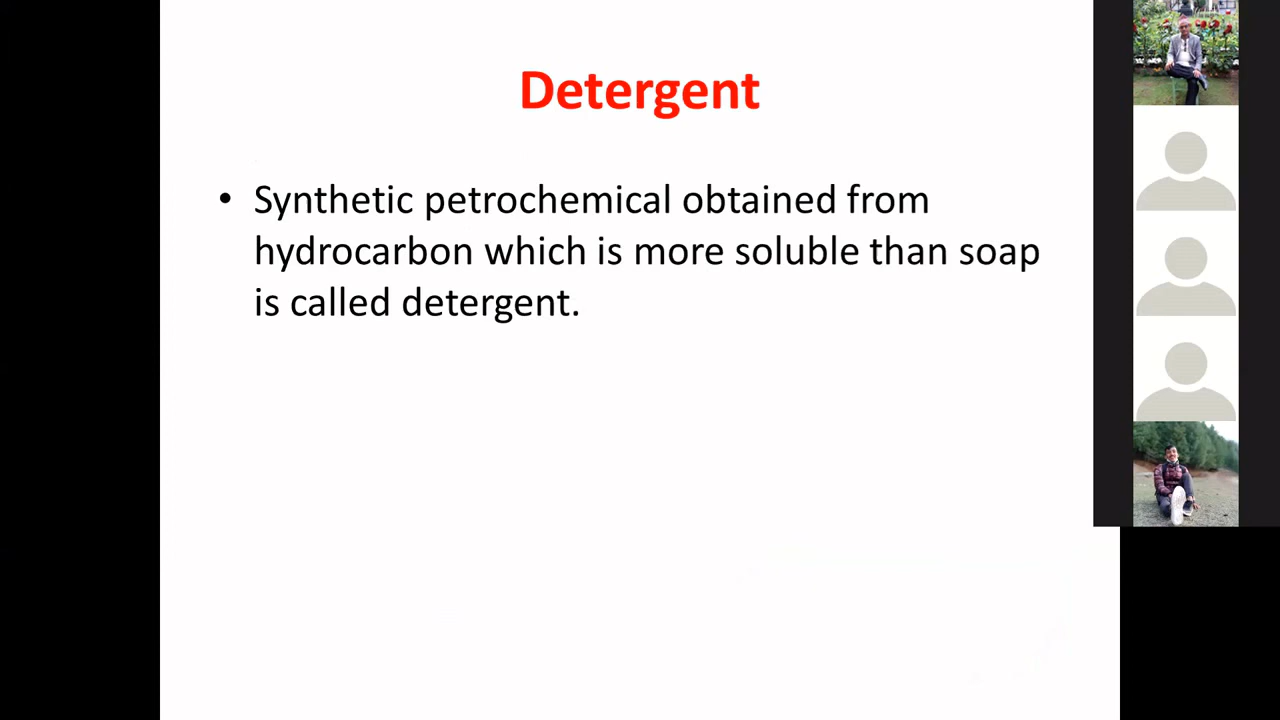 Detergent
• Synthetic petrochemical obtained from
hydrocarbon which is more soluble than soap
is called detergent.